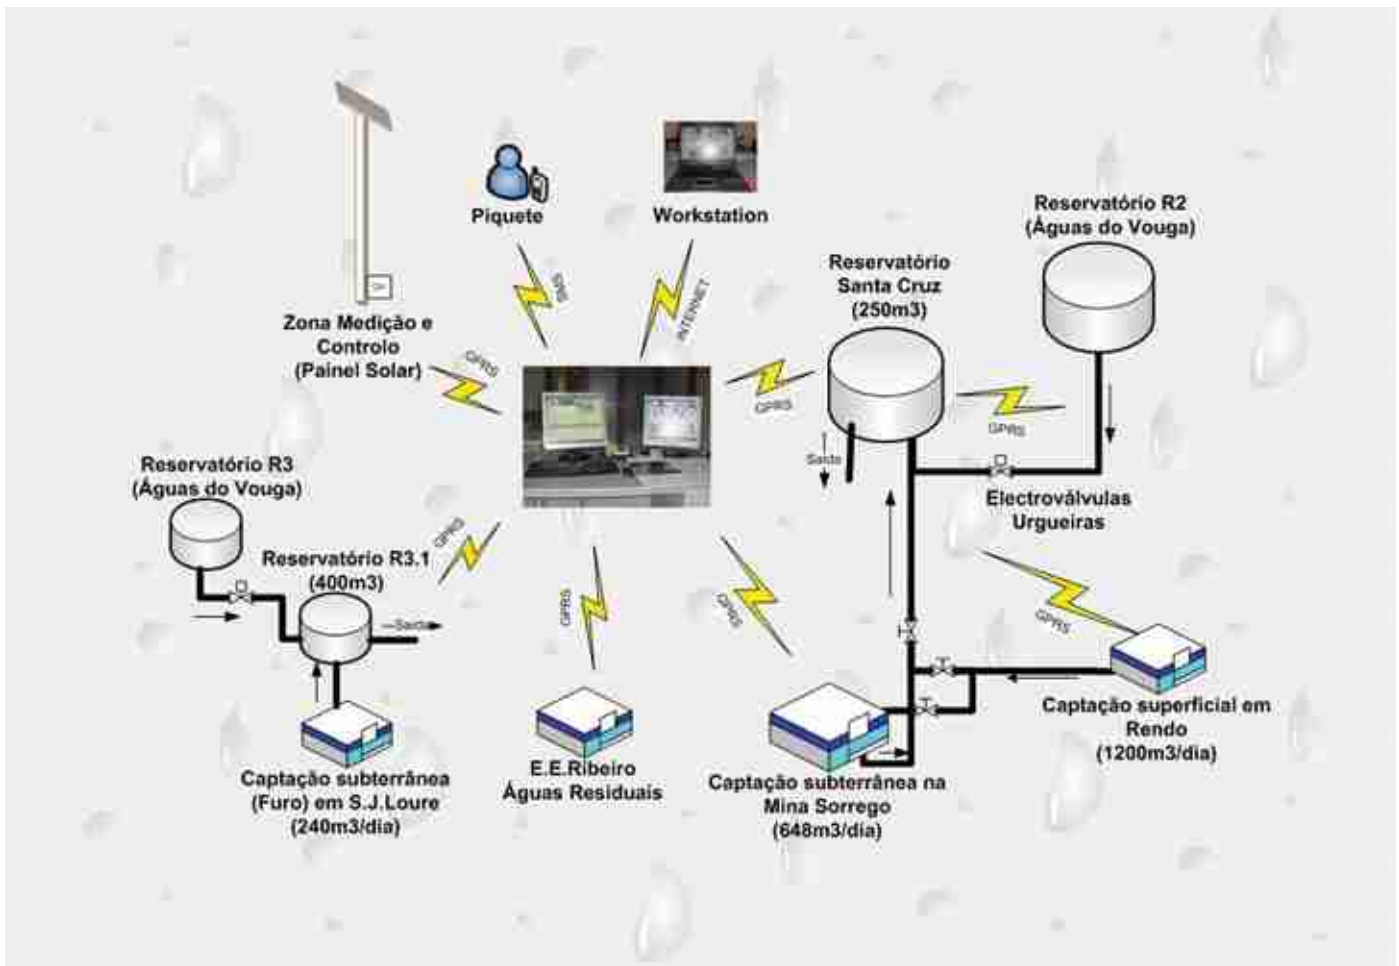 Piquete
Workstation
Reservatório R2
(Águas do Vouga)
Reservatório
Santa Cruz
(250m3)
SMS
INTERNET
Zona Medição e
Controlo
(Painel Solar)
GPRS
GPRS
GPRS
Saída
Reservatório R3
(Águas do Vouga)
Electroválvulas
Urgueiras
GPRS
Reservatório R3.1
(400m3)
Saída
GPRS
GPRS
GPRS
Captação superficial em
Rendo
(1200m3/dia)
Captação subterrânea
(Furo) em S.J.Loure
(240m3/dia)
E.E.Ribeiro
Águas Residuais
Captação subterrânea na
Mina Sorrego
(648m3/dia)